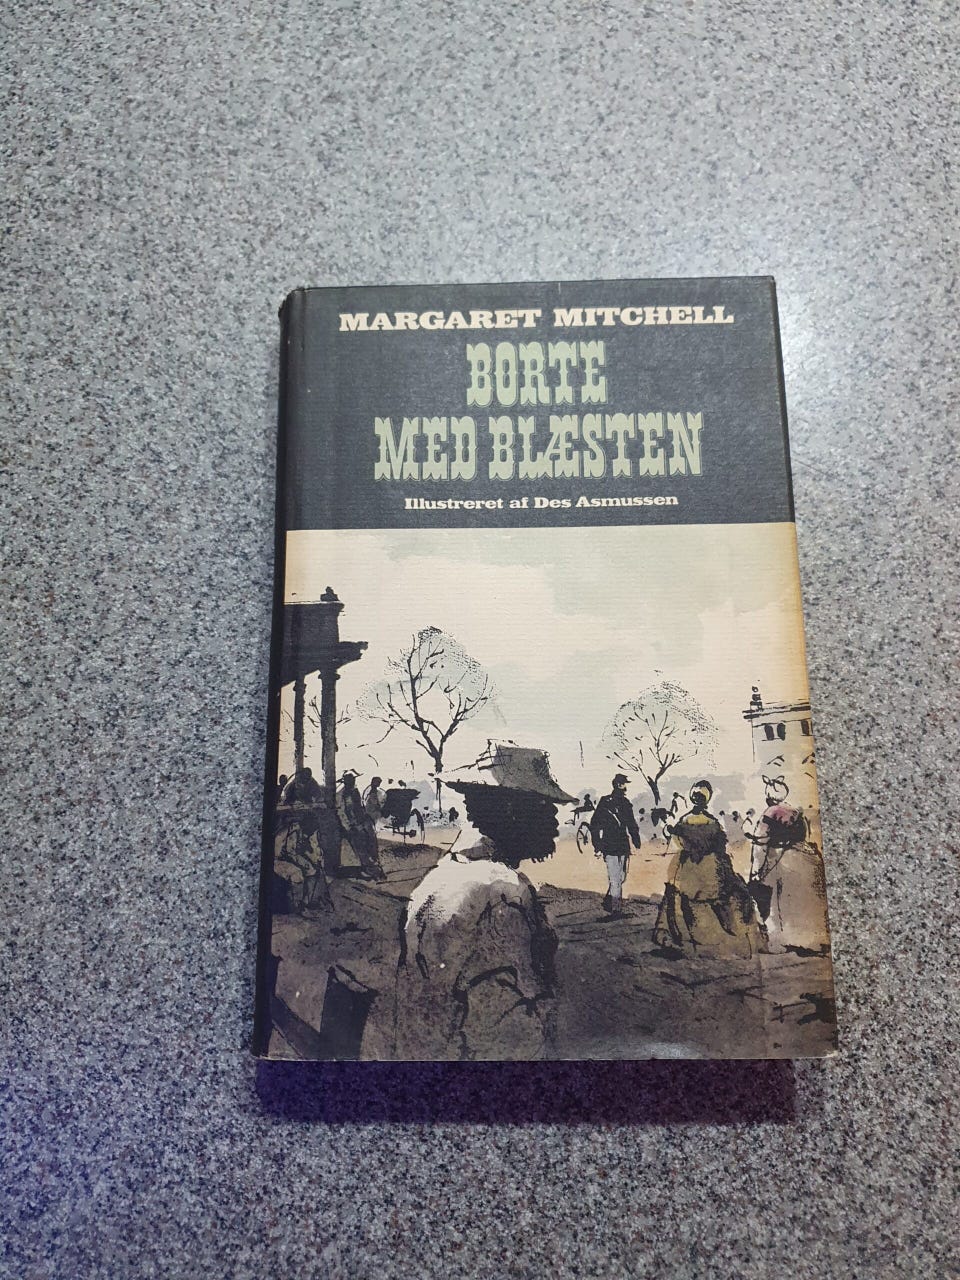 MARGARET MITCHELL
BORTE
MED BLÆSTEN
Illustreret af Des Asmussen